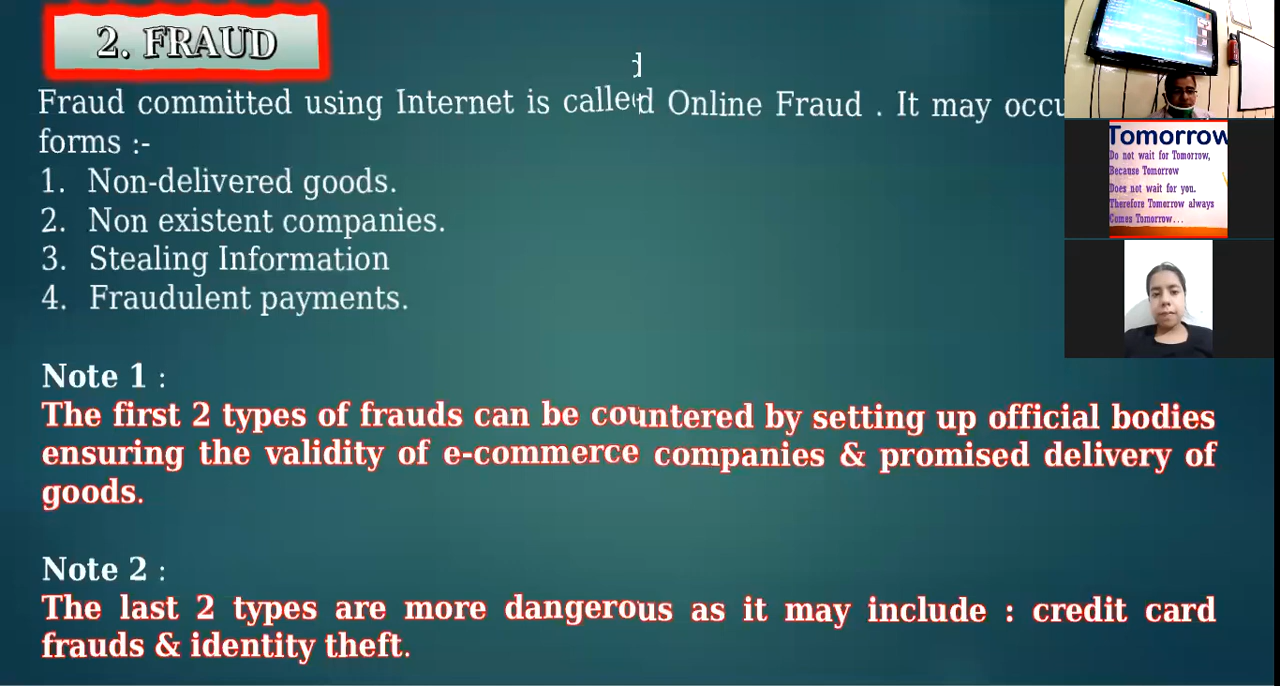 2. FRAUD
Fraud committed using Internet is called Online Fraud . It may occu
forms :-
1. Non-delivered goods.
2. Non existent companies.
3. Stealing Information
4. Fraudulent payments.
Note 1 :
The first 2 types of frauds can be countered by setting up official bodies
ensuring the validity of e-commerce companies & promised delivery of
goods.
Note 2 :
The last 2 types are more dangerous as it may include : credit card
frauds & identity theft.
Tomorrow
Do not wait for Tomorrow,
Because Tomorrow
Does not wait for you.
Therefore Tomorrow always
Comes Tomorrow...